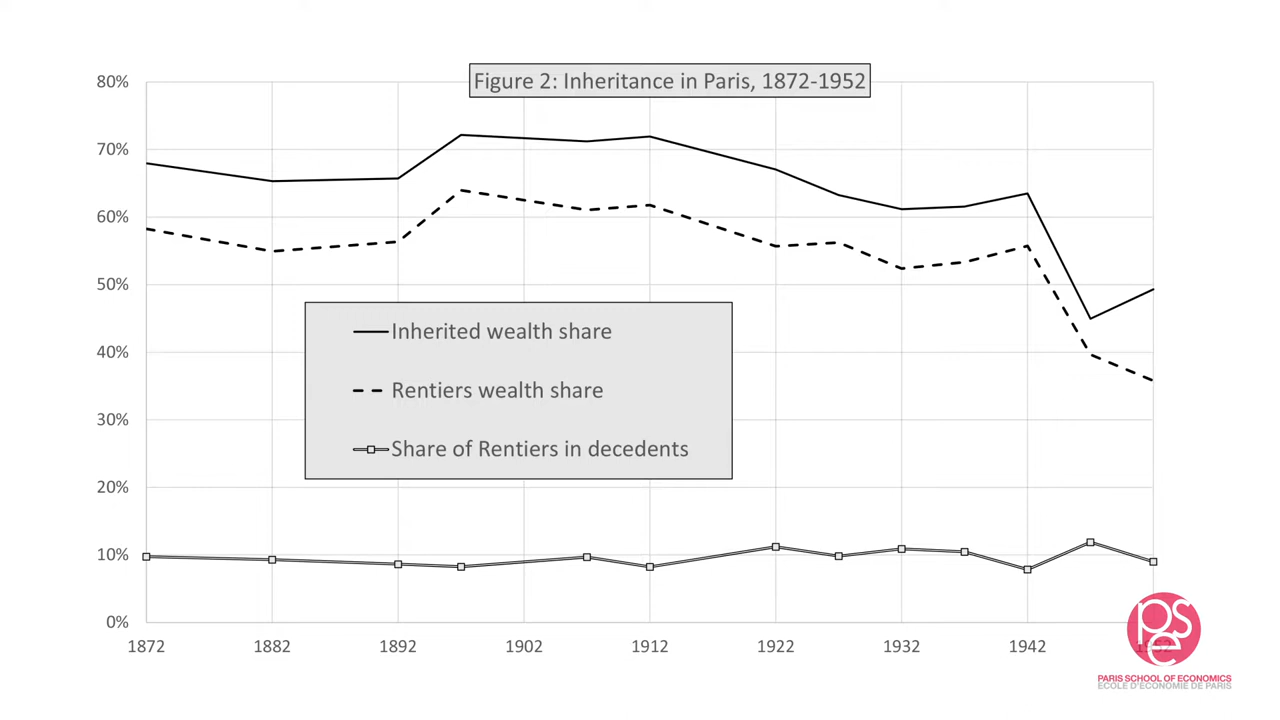 Figure 2: Inheritance in Paris, 1872-1952
80%
70%
60%
50%
40%
30%
20%
10%
0%
Inherited wealth share
Rentiers wealth share
Share of Rentiers in decedents
1872 1882 1892 1902 1912 1922 1932 1942 1952
pse
PARIS SCHOOL OF ECONOMICS
ECOLE D'ECONOMIE DE PARIS